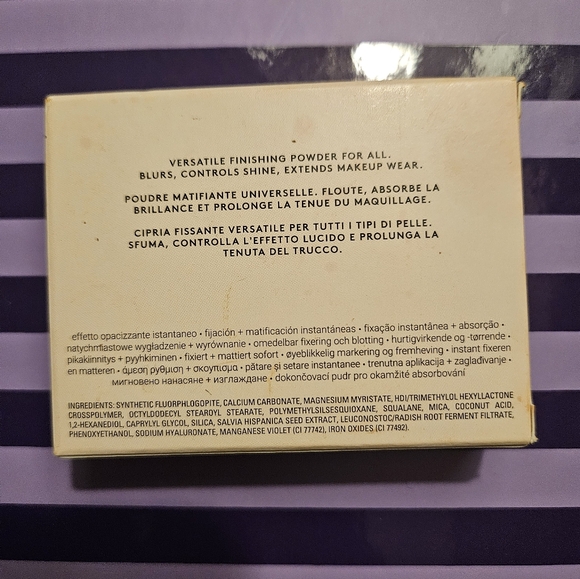 VERSATILE FINISHING POWDER FOR ALL.
BLURS, CONTROLS SHINE, EXTENDS MAKEUP WEAR.
POUDRE MATIFIANTE UNIVERSELLE. FLOUTE, ABSORBE LA
BRILLANCE ET PROLONGE LA TENUE DU MAQUILLAGE.
CIPRIA FISSANTE VERSATILE PER TUTTI I TIPI DI PELLE.
SFUMA, CONTROLLA L'EFFETTO LUCIDO E PROLUNGA LA
TENUTA DEL TRUCCO.
effetto opacizzante istantaneo • fijación + matificación instantáneas • fixação instantânea + absorção •
natychmiastowe wygładzenie + wyrównanie • omedelbar fixering och blotting • hurtigvirkende og -tørrende •
pikakiinnitys + pyyhkiminen • fixiert + mattiert sofort • øyeblikkelig markering og fremheving • instant fixeren
en matteren • άμεση ρύθμιση + σκούπισμα • pătare și setare instantanee • trenutna aplikacija + zaglađivanje •
мигновено нанасяне + изглаждане • dokončovací pudr pro okamžité absorbování
INGREDIENTS: SYNTHETIC FLUORPHLOGOPITE, CALCIUM CARBONATE, MAGNESIUM MYRISTATE, HDI/TRIMETHYLOL HEXYLLACTONE
CROSSPOLYMER, OCTYLDODECYL STEAROYL STEARATE, POLYMETHYLSILSESQUIOXANE, SQUALANE, MICA, COCONUT ACID,
1,2-HEXANEDIOL, CAPRYLYL GLYCOL, SILICA, SALVIA HISPANICA SEED EXTRACT, LEUCONOSTOC/RADISH ROOT FERMENT FILTRATE,
PHENOXYETHANOL, SODIUM HYALURONATE, MANGANESE VIOLET (CI 77742), IRON OXIDES (CI 77492).